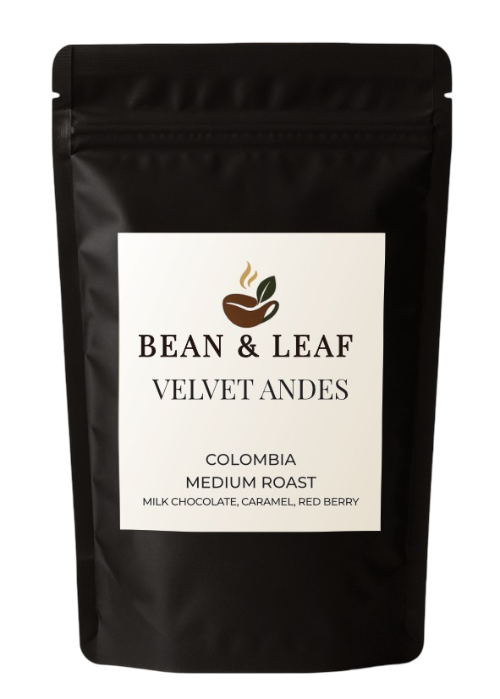 BEAN & LEAF
VELVET ANDES
COLOMBIA
MEDIUM ROAST
MILK CHOCOLATE, CARAMEL, RED BERRY